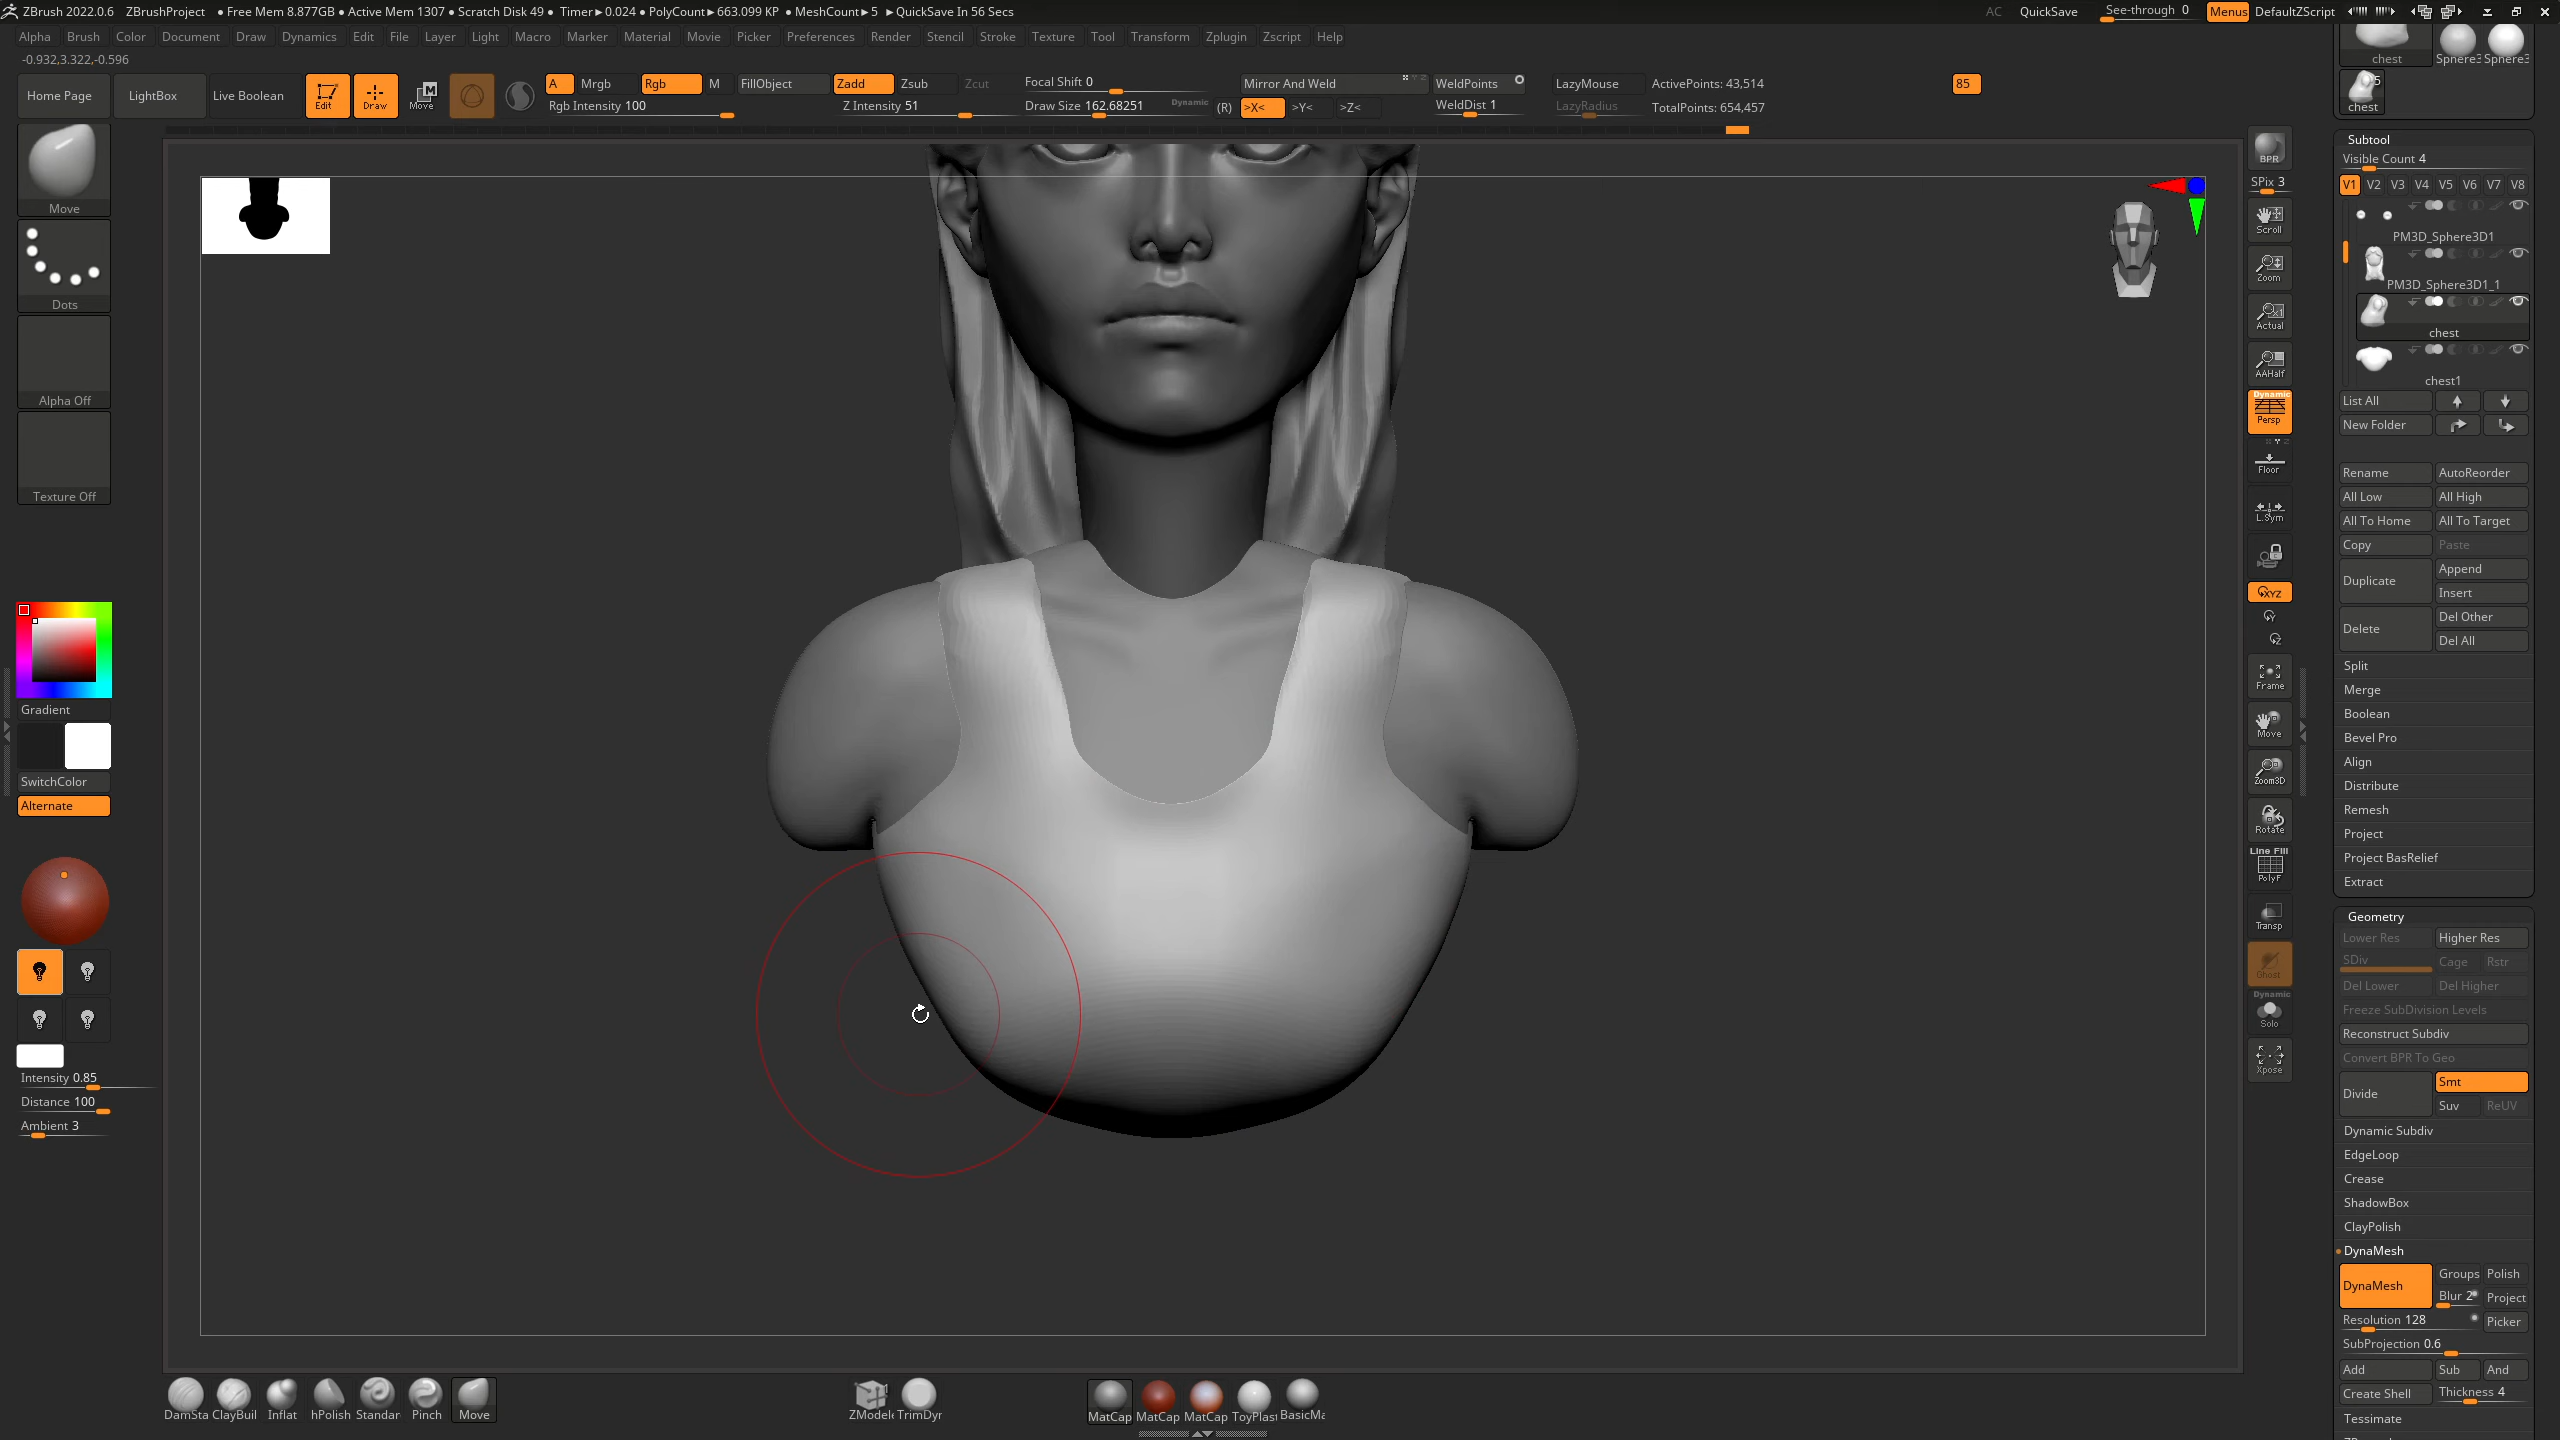 ZBrush 2022.0.6 ZBrushProject ● Free Mem 8.877GB ● Active Mem 1307 ● Scratch Disk 49 ● Timer►0.024 ● PolyCount►663.099 KP ● MeshCount►5 ►QuickSave In 56 Secs AC QuickSave See-through 0 Menus DefaultZScript
Alpha Brush Color Document Draw Dynamics Edit File Layer Light Macro Marker Material Movie Picker Preferences Render Stencil Stroke Texture Tool Transform Zplugin Zscript Help
-0.932,3.322,-0.596
Home Page LightBox Live Boolean Edit Draw Move
A Mrgb Rgb M FillObject Zadd Zsub Zcut Focal Shift 0 Mirror And Weld WeldPoints LazyMouse ActivePoints: 43,514 85
Rgb Intensity 100 Z Intensity 51 Draw Size 162.68251 Dynamic (R) >X< >Y< >Z< WeldDist 1 LazyRadius TotalPoints: 654,457
Move
Dots
Alpha Off
Texture Off
Gradient
SwitchColor
Alternate
Intensity 0.85
Distance 100
Ambient 3
BPR
SPix 3
Scroll
Zoom
Actual
AAHalf
Dynamic
Persp
Floor
L.Sym
XYZ
Frame
Move
Zoom3D
Rotate
Line Fill
PolyF
Transp
Ghost
Dynamic
Solo
Xpose
chest Sphere3 Sphere3
5
chest
Subtool
Visible Count 4
V1 V2 V3 V4 V5 V6 V7 V8
PM3D_Sphere3D1
PM3D_Sphere3D1_1
chest
chest1
List All
New Folder
Rename AutoReorder
All Low All High
All To Home All To Target
Copy Paste
Duplicate Append
Insert
Delete Del Other
Del All
Split
Merge
Boolean
Bevel Pro
Align
Distribute
Remesh
Project
Project BasRelief
Extract
Geometry
Lower Res Higher Res
SDiv Cage Rstr
Del Lower Del Higher
Freeze SubDivision Levels
Reconstruct Subdiv
Convert BPR To Geo
Divide Smt
Suv ReUV
Dynamic Subdiv
EdgeLoop
Crease
ShadowBox
ClayPolish
DynaMesh
DynaMesh Groups Polish
Blur 2 Project
Resolution 128 Picker
SubProjection 0.6
Add Sub And
Create Shell Thickness 4
Tessimate
DamSta ClayBuil Inflat hPolish Standar Pinch Move ZModele TrimDyr MatCap MatCap MatCap ToyPlast BasicMa